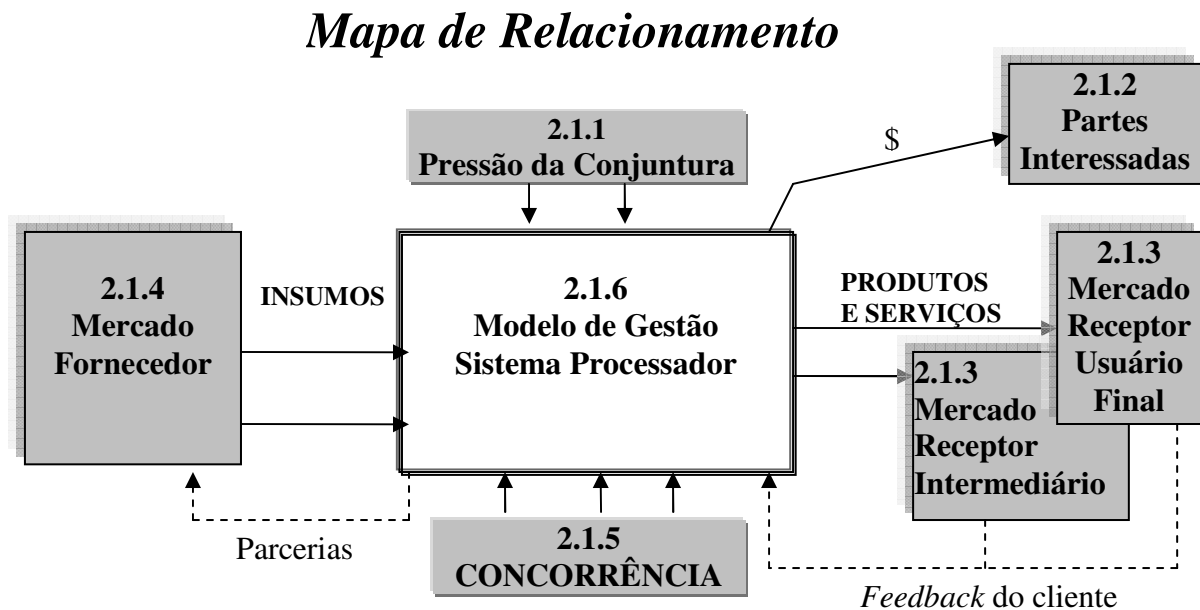 Mapa de Relacionamento
2.1.2
Partes
Interessadas
$
2.1.1
Pressão da Conjuntura
2.1.4
Mercado
Fornecedor
INSUMOS
2.1.6
Modelo de Gestão
Sistema Processador
PRODUTOS
E SERVIÇOS
2.1.3
Mercado
Receptor
Usuário
Final
2.1.3
Mercado
Receptor
Intermediário
Parcerias
2.1.5
CONCORRÊNCIA
Feedback do cliente